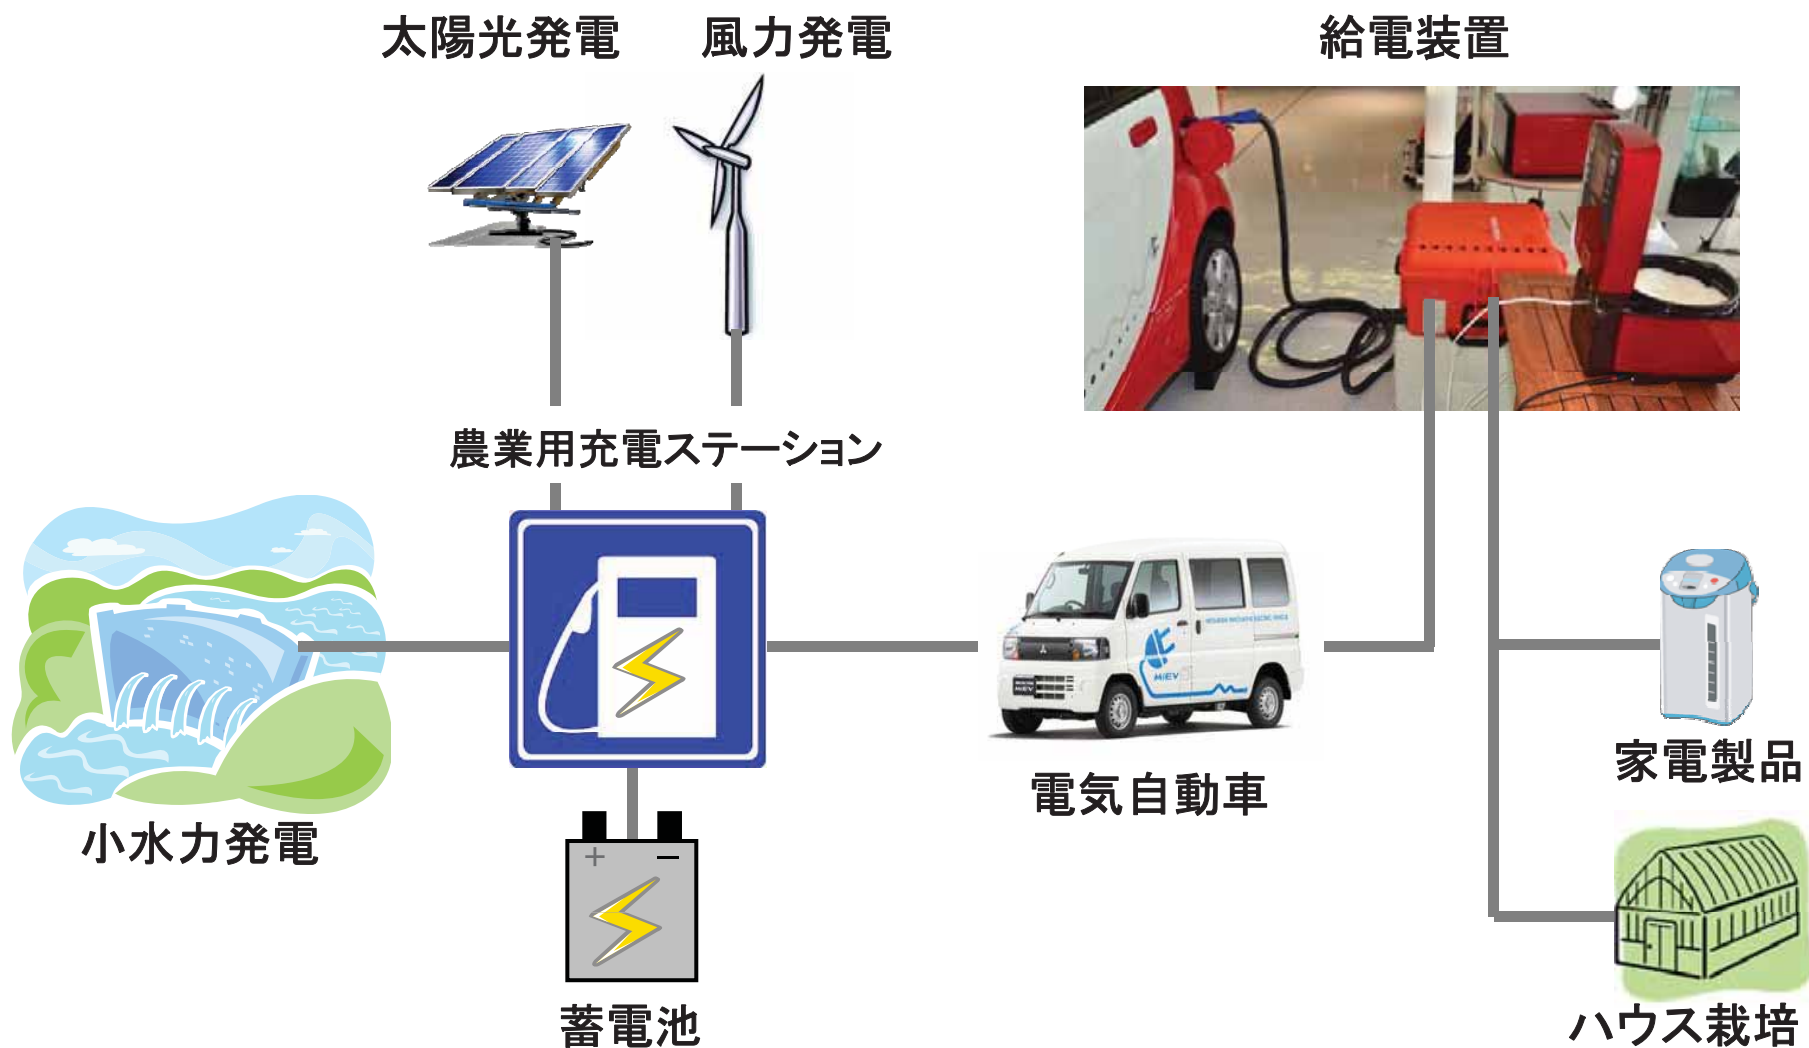 太陽光発電
風力発電
給電装置
農業用充電ステーション
MiEV
MiEV
電気自動車
家電製品
小水力発電
+ −
蓄電池
ハウス栽培